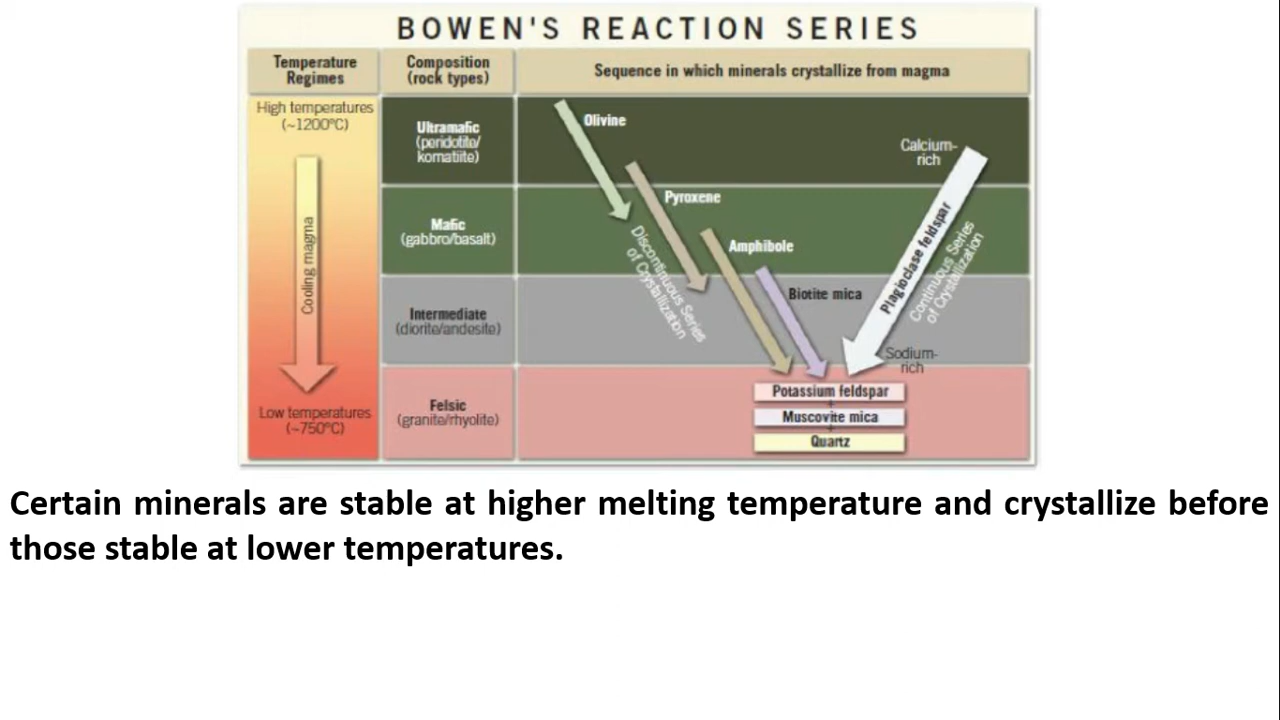 BOWEN'S REACTION SERIES
Temperature
Regimes
Composition
(rock types)
Sequence in which minerals crystallize from magma
High temperatures
(~1200°C)
Cooling magma
Low temperatures
(~750°C)
Ultramafic
(peridotite/
komatiite)
Mafic
(gabbro/basalt)
Intermediate
(diorite/andesite)
Felsic
(granite/rhyolite)
Olivine
Pyroxene
Amphibole
Biotite mica
Discontinuous Series
of Crystallization
Calcium-
rich
Plagioclase feldspar
Continuous Series
of Crystallization
Sodium-
rich
Potassium feldspar
+
Muscovite mica
+
Quartz
Certain minerals are stable at higher melting temperature and crystallize before
those stable at lower temperatures.